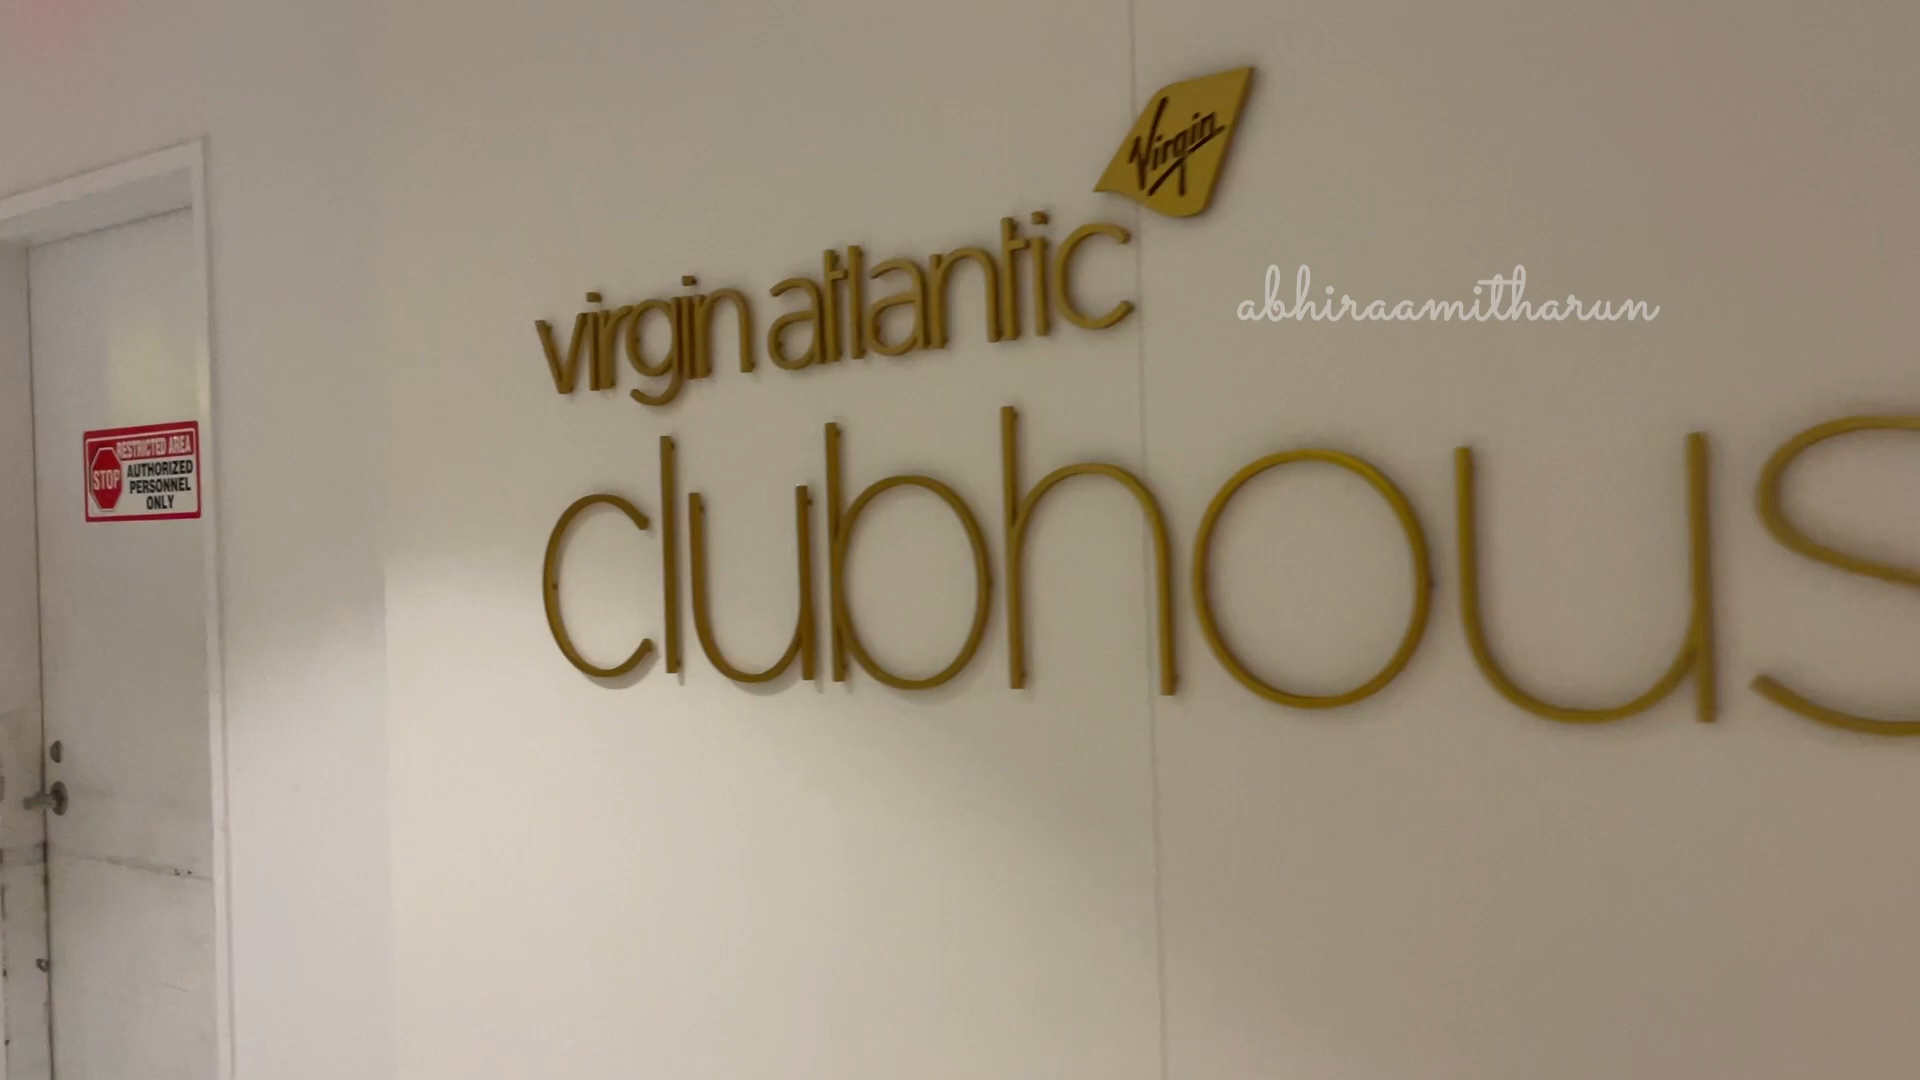 Virgin
virgin atlantic
abhiraamitharun
clubhous
RESTRICTED AREA
STOP
AUTHORIZED
PERSONNEL
ONLY